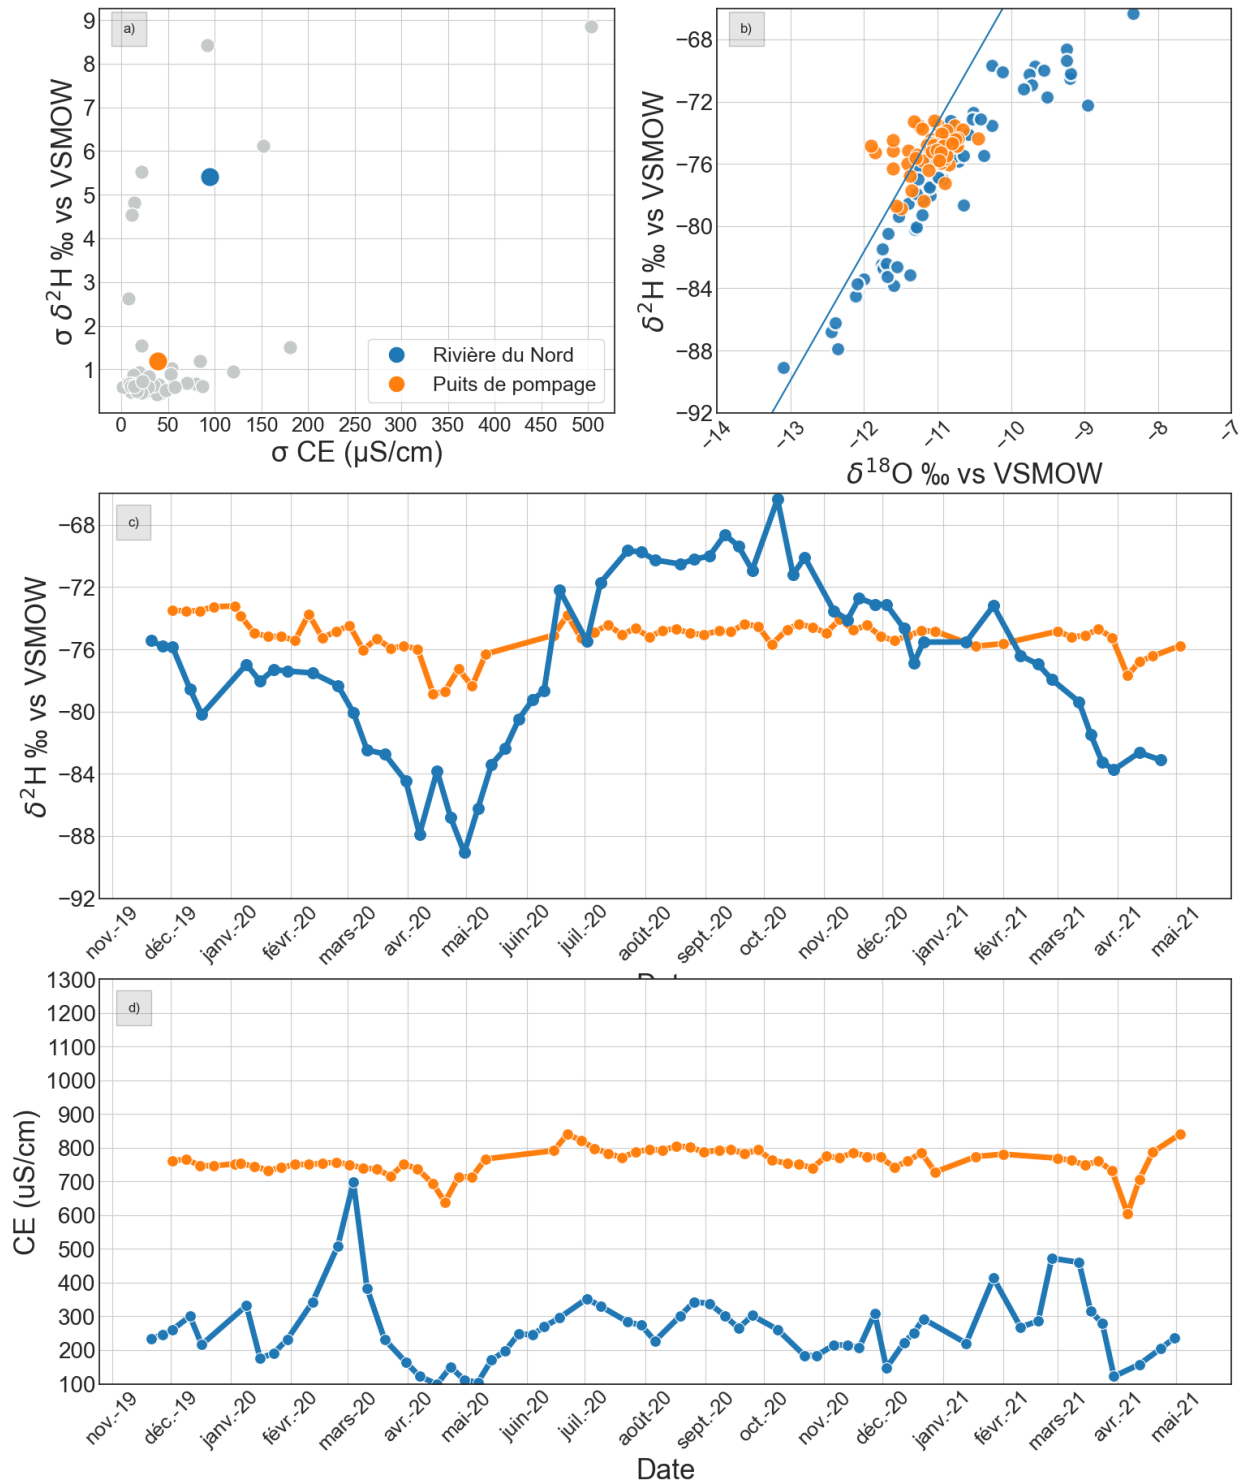 a)
9
8
7
6
5
4
3
2
1
σ δ²H ‰ vs VSMOW
0 50 100 150 200 250 300 350 400 450 500
σ CE (µS/cm)
Rivière du Nord
Puits de pompage
b)
−68
−72
−76
−80
−84
−88
−92
δ²H ‰ vs VSMOW
−14 −13 −12 −11 −10 −9 −8 −7
δ¹⁸O ‰ vs VSMOW
c)
−68
−72
−76
−80
−84
−88
−92
δ²H ‰ vs VSMOW
nov.-19 déc.-19 janv.-20 févr.-20 mars-20 avr.-20 mai-20 juin-20 juil.-20 août-20 sept.-20 oct.-20 nov.-20 déc.-20 janv.-21 févr.-21 mars-21 avr.-21 mai-21
d)
1300
1200
1100
1000
900
800
700
600
500
400
300
200
100
CE (uS/cm)
nov.-19 déc.-19 janv.-20 févr.-20 mars-20 avr.-20 mai-20 juin-20 juil.-20 août-20 sept.-20 oct.-20 nov.-20 déc.-20 janv.-21 févr.-21 mars-21 avr.-21 mai-21
Date